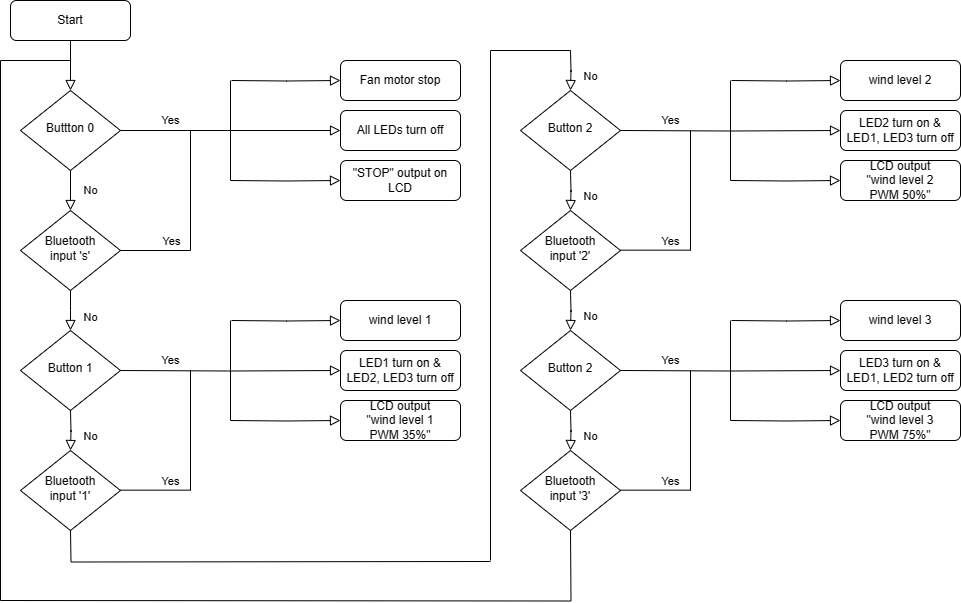 Start
Buttton 0
Yes
No
Fan motor stop
All LEDs turn off
"STOP" output on
LCD
Bluetooth
input 's'
Yes
No
Button 1
Yes
No
wind level 1
LED1 turn on &
LED2, LED3 turn off
LCD output
"wind level 1
PWM 35%"
Bluetooth
input '1'
Yes
No
Button 2
Yes
No
wind level 2
LED2 turn on &
LED1, LED3 turn off
LCD output
"wind level 2
PWM 50%"
Bluetooth
input '2'
Yes
No
Button 2
Yes
No
wind level 3
LED3 turn on &
LED1, LED2 turn off
LCD output
"wind level 3
PWM 75%"
Bluetooth
input '3'
Yes